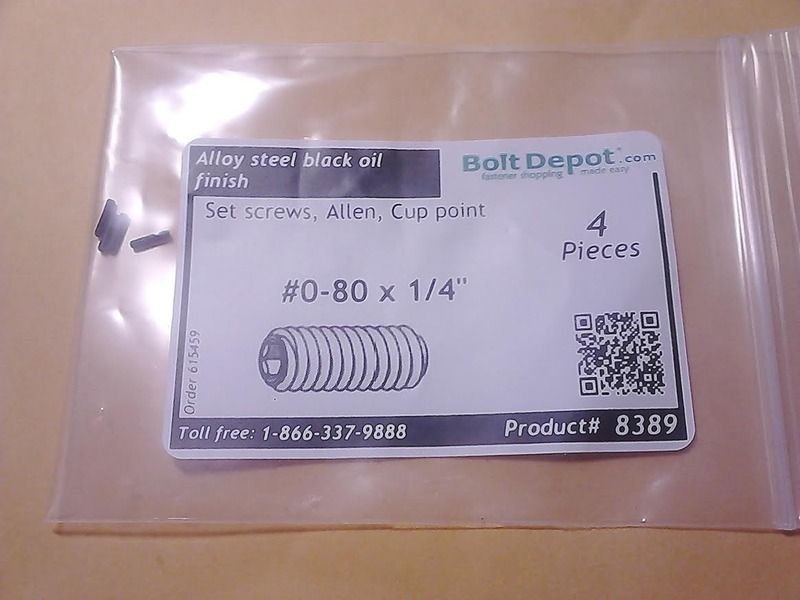 Alloy steel black oil
finish
BoltDepot.com
fastener shopping made easy
Set screws, Allen, Cup point
4
Pieces
#0-80 x 1/4"
Order 615459
Toll free: 1-866-337-9888
Product# 8389